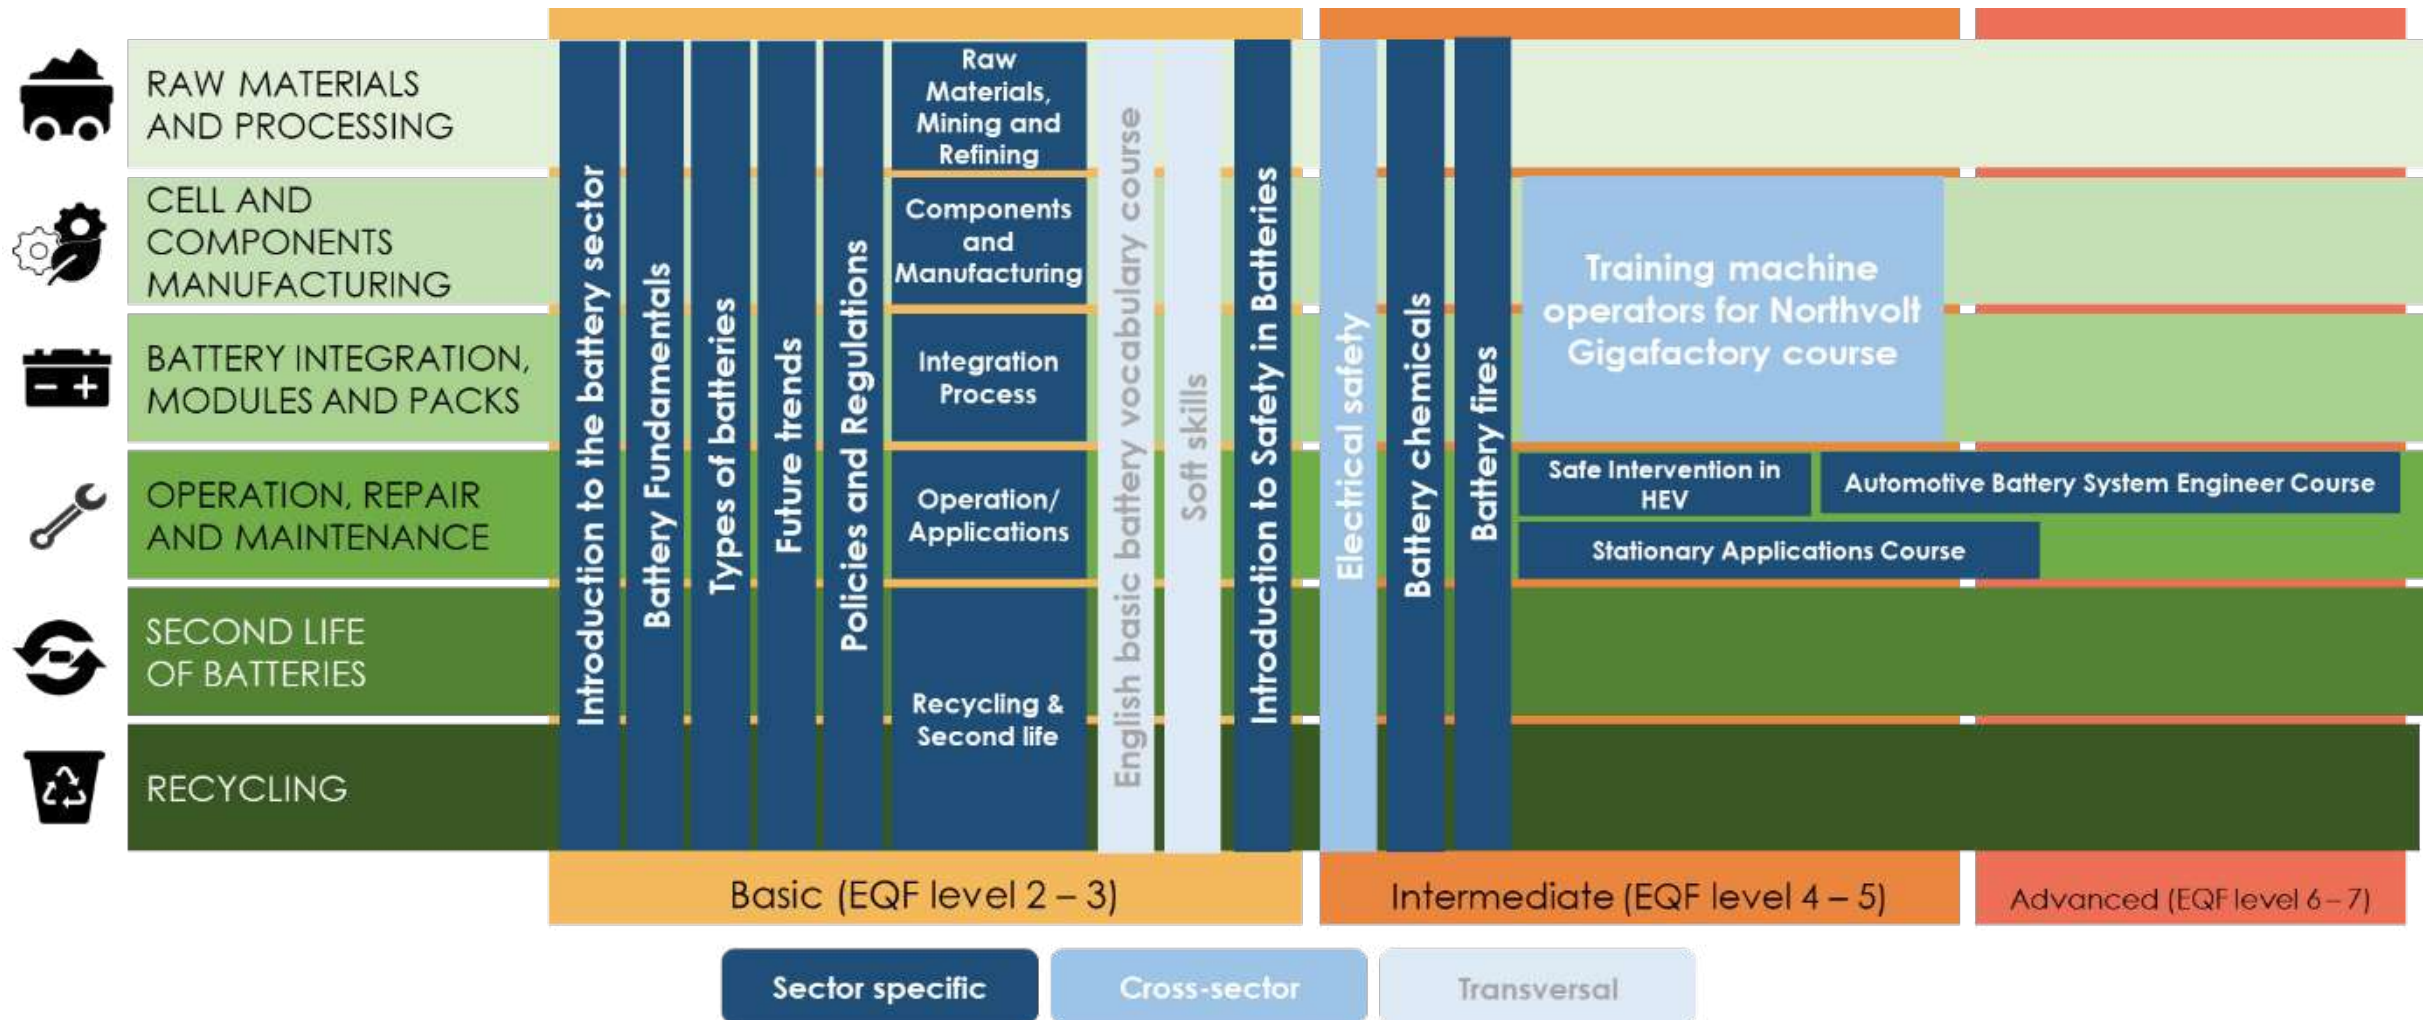 RAW MATERIALS
AND PROCESSING
CELL AND
COMPONENTS
MANUFACTURING
BATTERY INTEGRATION,
MODULES AND PACKS
OPERATION, REPAIR
AND MAINTENANCE
SECOND LIFE
OF BATTERIES
RECYCLING
Introduction to the battery sector
Battery Fundamentals
Types of batteries
Future trends
Policies and Regulations
Raw
Materials,
Mining and
Refining
Components
and
Manufacturing
Integration
Process
Operation/
Applications
Recycling &
Second life
English basic battery vocabulary course
Soft skills
Introduction to Safety in Batteries
Electrical safety
Battery chemicals
Battery fires
Training machine
operators for Northvolt
Gigafactory course
Safe Intervention in
HEV
Automotive Battery System Engineer Course
Stationary Applications Course
Basic (EQF level 2 – 3)
Intermediate (EQF level 4 – 5)
Advanced (EQF level 6 – 7)
Sector specific
Cross-sector
Transversal